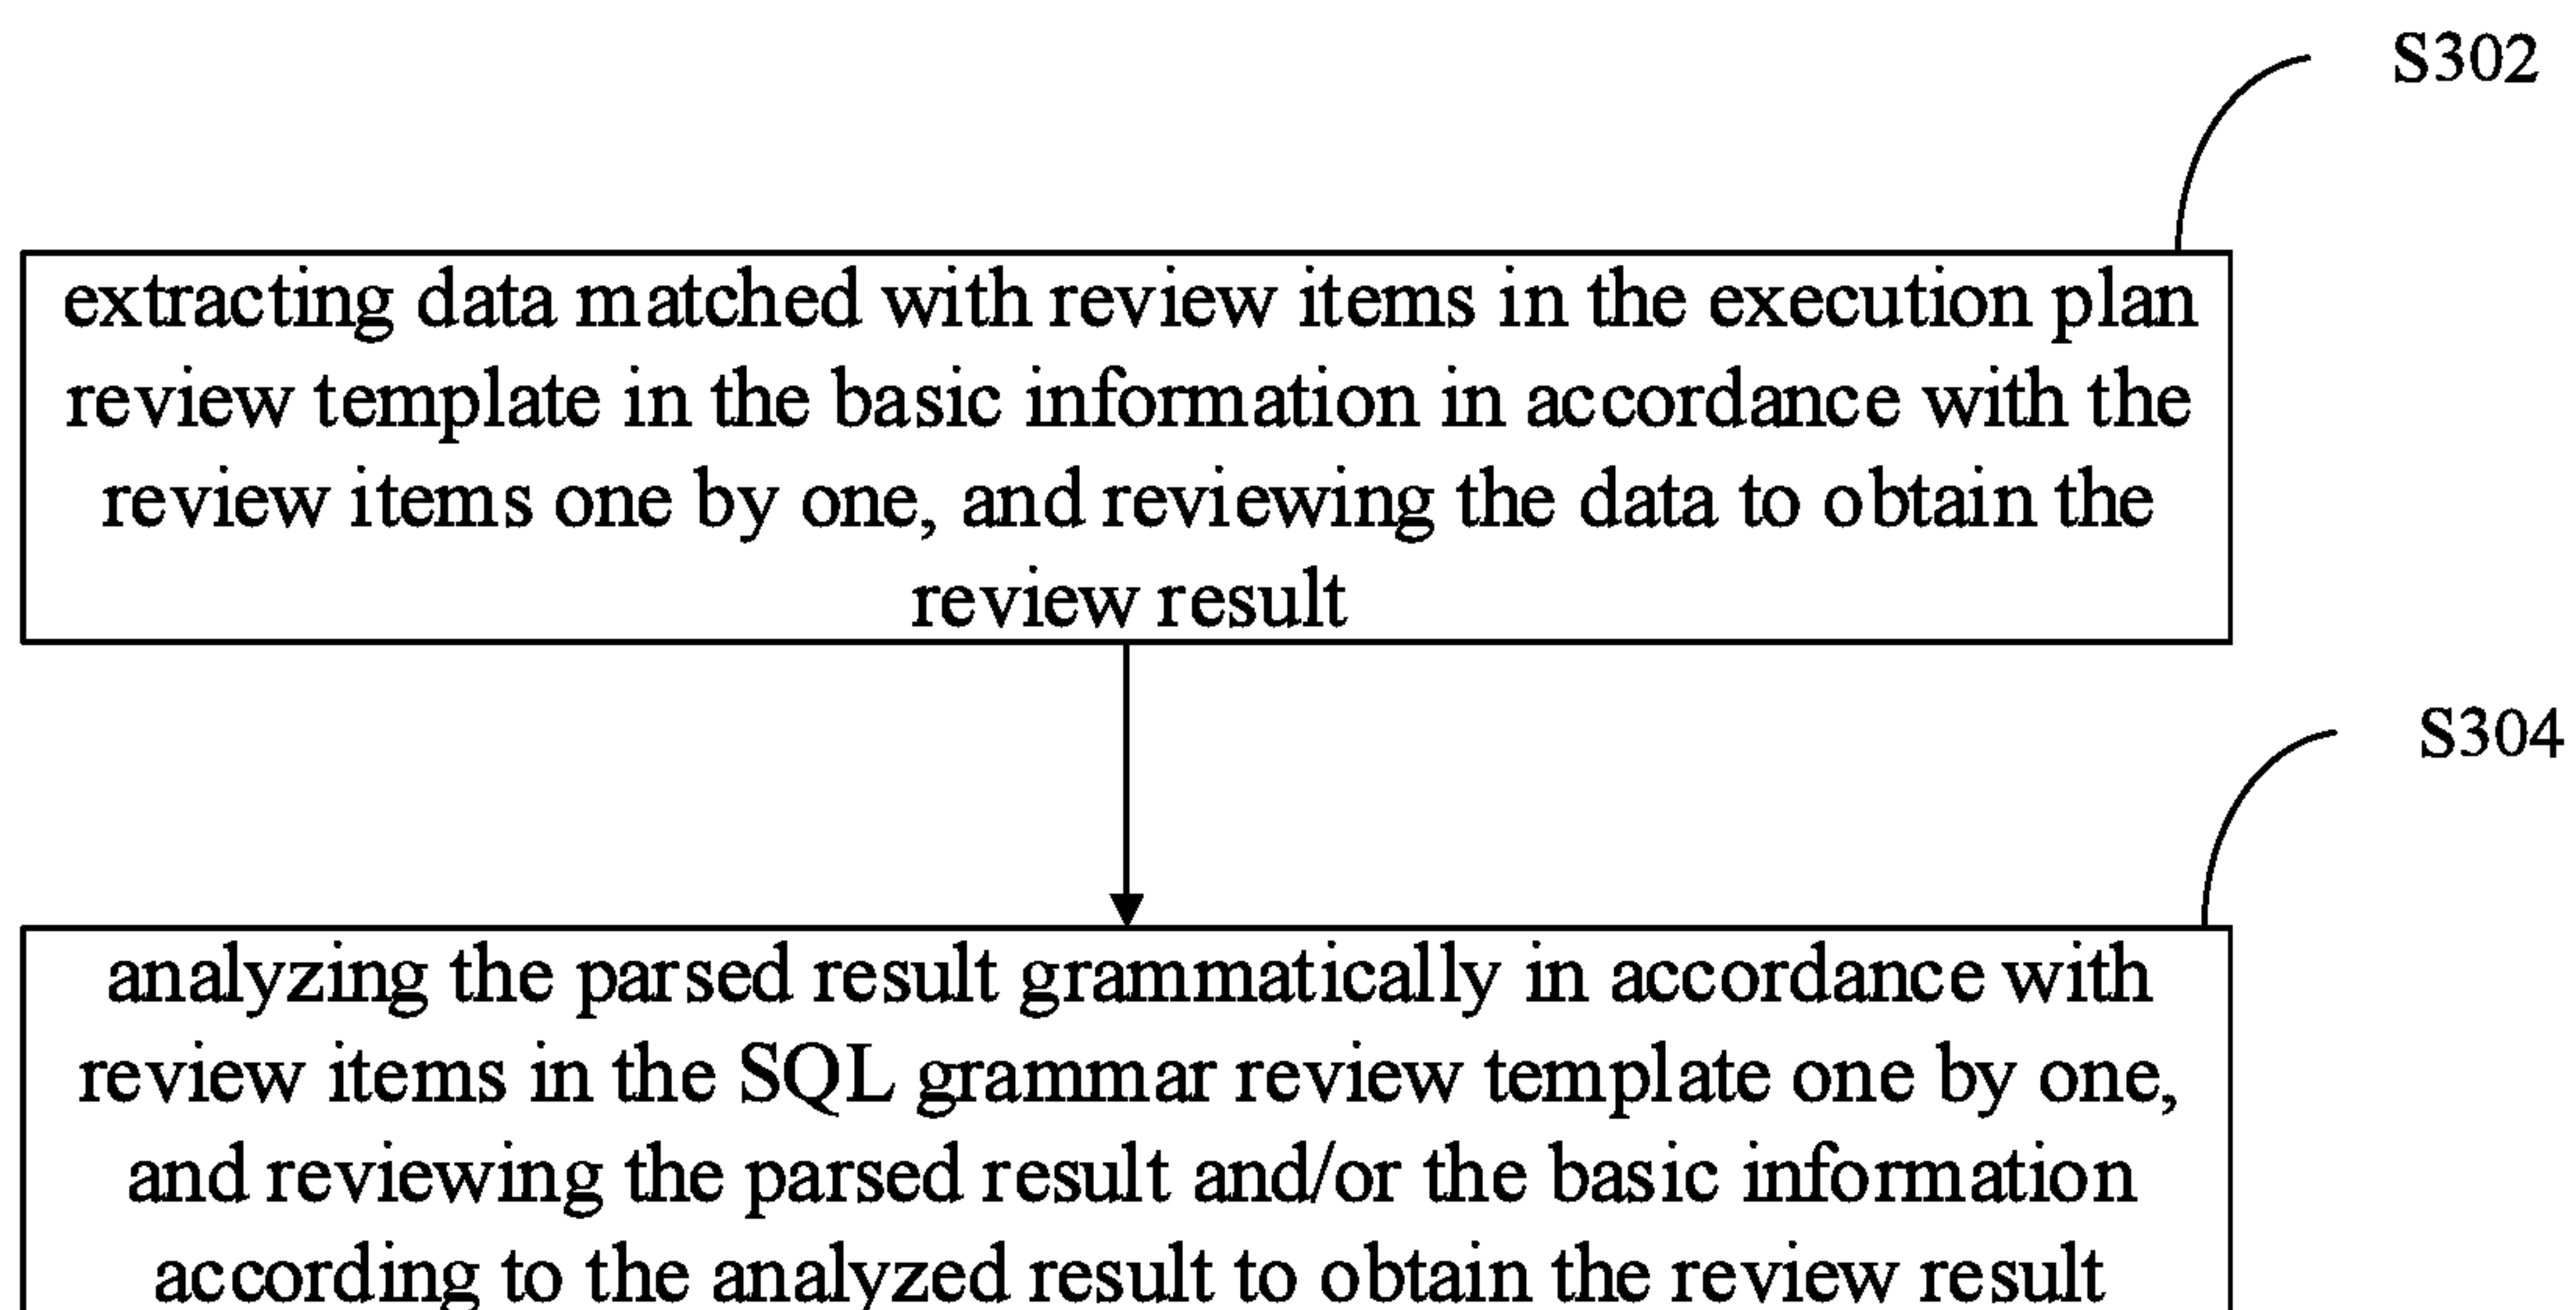 S302
extracting data matched with review items in the execution plan
review template in the basic information in accordance with the
review items one by one, and reviewing the data to obtain the
review result
S304
analyzing the parsed result grammatically in accordance with
review items in the SQL grammar review template one by one,
and reviewing the parsed result and/or the basic information
according to the analyzed result to obtain the review result